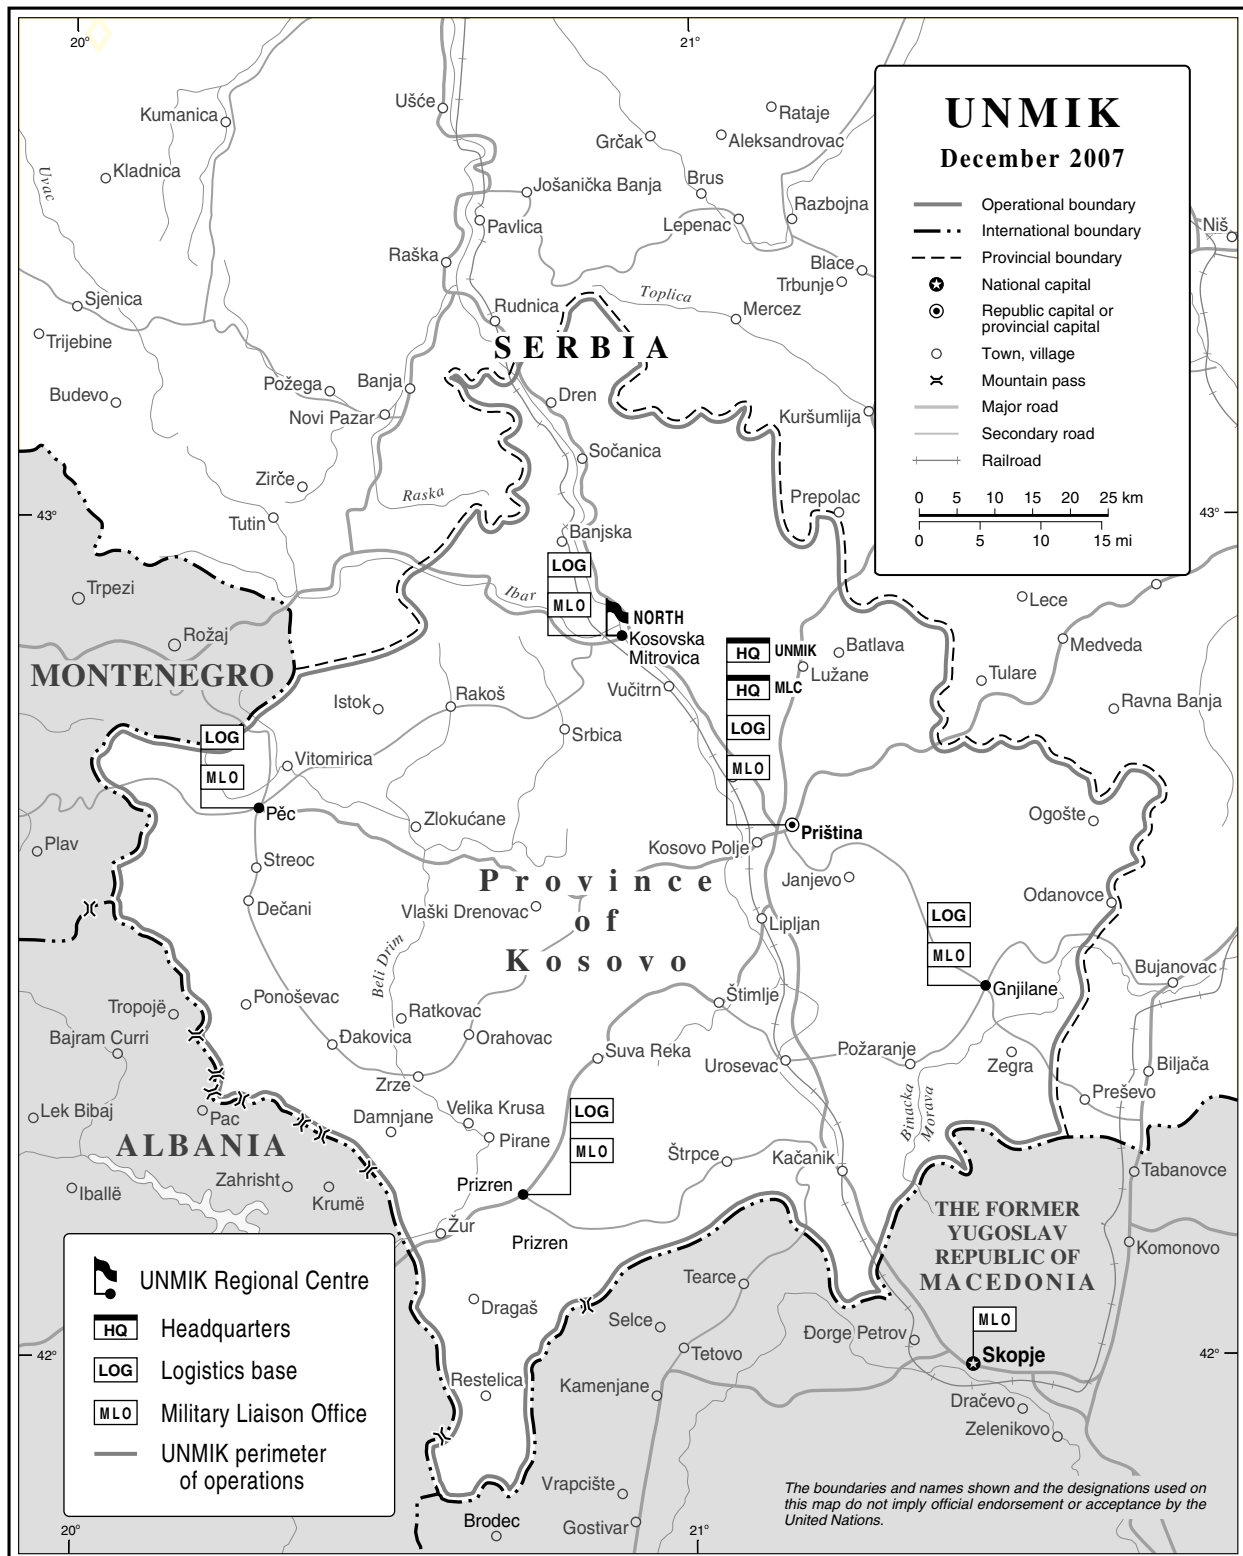 20°
21°
UNMIK
December 2007
Operational boundary
International boundary
Provincial boundary
National capital
Republic capital or
provincial capital
Town, village
Mountain pass
Major road
Secondary road
Railroad
0 5 10 15 20 25 km
0 5 10 15 mi
Kumanica
Kladnica
Uvac
Ušće
Grčak
Rataje
Aleksandrovac
Jošanička Banja
Brus
Razbojna
Pavlica
Lepenac
Niš
Raška
Blace
Trbunje
Sjenica
Rudnica
Toplica
Mercez
Trijebine
SERBIA
Požega
Banja
Budevo
Dren
Novi Pazar
Kuršumlija
Sočanica
Zirče
Raska
Prepolac
43°
43°
Tutin
Banjska
LOG
Trpezi
Ibar
MLO
NORTH
Lece
Kosovska
Mitrovica
Rožaj
HQ UNMIK
Batlava
Medveda
MONTENEGRO
Lužane
Tulare
HQ MLC
Vučitrn
Istok
Rakoš
Ravna Banja
LOG
Srbica
LOG
Vitomirica
MLO
MLO
Pěc
Zlokućane
Ogošte
Priština
Plav
Kosovo Polje
Streoc
Janjevo
Province
of
Kosovo
Dečani
Vlaški Drenovac
Odanovce
LOG
Lipljan
Beli Drim
MLO
Bujanovac
Gnjilane
Ponoševac
Štimlje
Tropojë
Ratkovac
Bajram Curri
Đakovica
Orahovac
Suva Reka
Požaranje
Urosevac
Zegra
Biljača
Zrze
Preševo
Lek Bibaj
Pac
Damnjane
Velika Krusa
LOG
Binacka
Morava
ALBANIA
Pirane
MLO
Štrpce
Kačanik
Tabanovce
Iballë
Zahrisht
Krumë
Prizren
THE FORMER
YUGOSLAV
REPUBLIC OF
MACEDONIA
Žur
Prizren
Komonovo
UNMIK Regional Centre
HQ Headquarters
LOG Logistics base
MLO Military Liaison Office
UNMIK perimeter
of operations
Tearce
Dragaš
Selce
MLO
Đorge Petrov
Skopje
42°
42°
Tetovo
Restelica
Kamenjane
Dračevo
Zelenikovo
Vrapcište
Brodec
Gostivar
The boundaries and names shown and the designations used on
this map do not imply official endorsement or acceptance by the
United Nations.
20°
21°